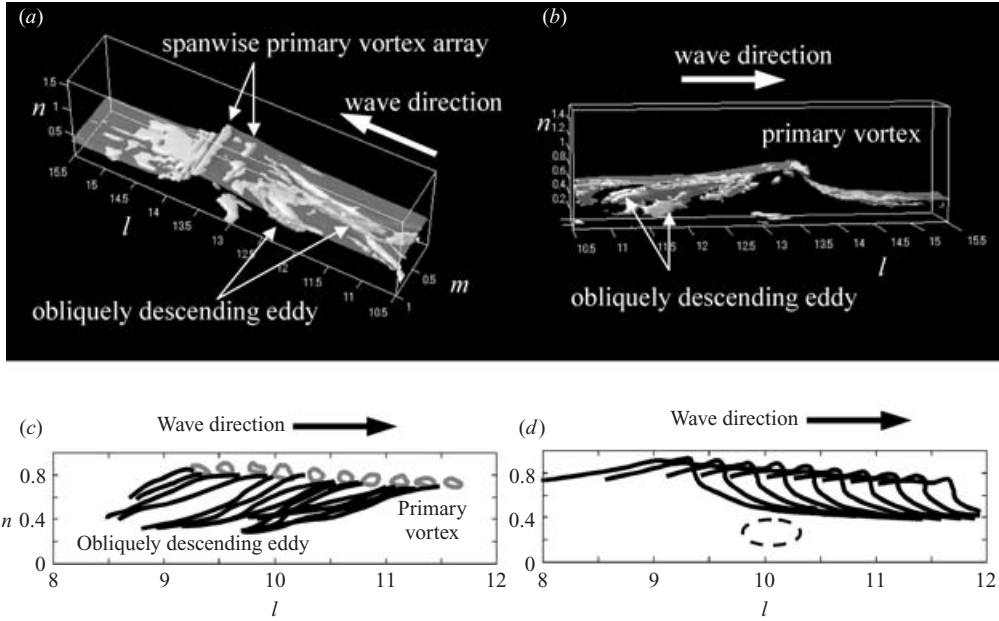 (a)
spanwise primary vortex array
wave direction
n
1.5
1
0.5
15.5
15
14.5
14
13.5
13
12.5
12
11.5
11
10.5
1
0.5
l
m
obliquely descending eddy
(b)
wave direction
primary vortex
n
1.4
1.2
1.0
0.8
0.6
0.4
0.2
10.5
11
11.5
12
12.5
13
13.5
14
14.5
15
15.5
l
obliquely descending eddy
(c)
Wave direction
n
0.8
0.4
0
Primary
vortex
Obliquely descending eddy
8
9
10
11
12
l
(d)
Wave direction
0.8
0.4
0
8
9
10
11
12
l